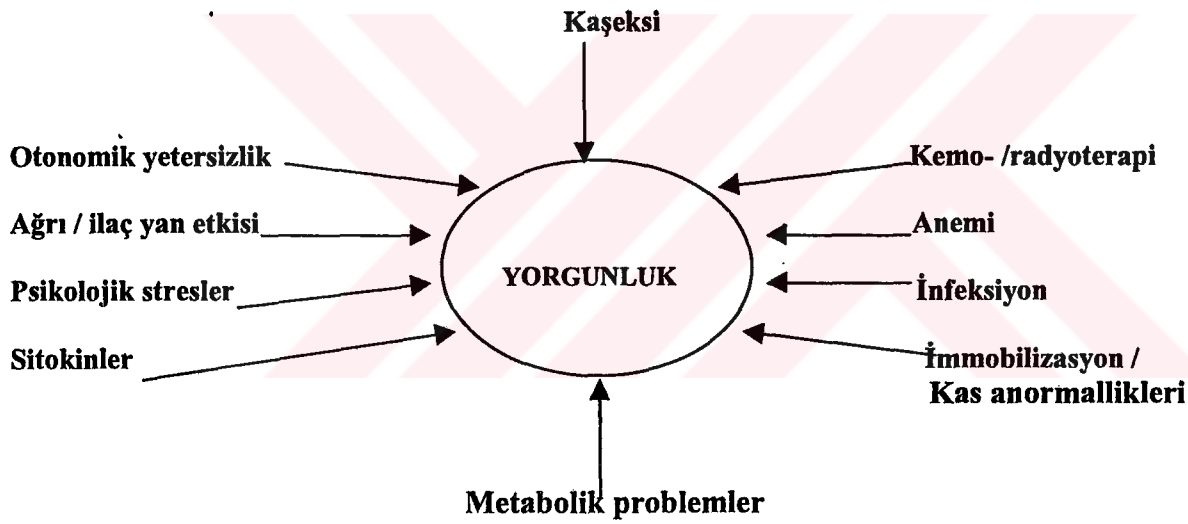 Kaşeksi
Otonomik yetersizlik
Kemo- /radyoterapi
Ağrı / ilaç yan etkisi
Anemi
YORGUNLUK
Psikolojik stresler
İnfeksiyon
Sitokinler
İmmobilizasyon /
Kas anormallikleri
Metabolik problemler